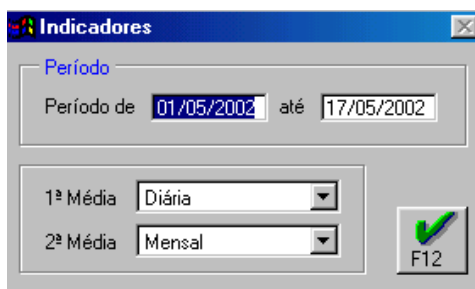 Indicadores
Período
Período de 01/05/2002 até 17/05/2002
1ª Média Diária
2ª Média Mensal
F12